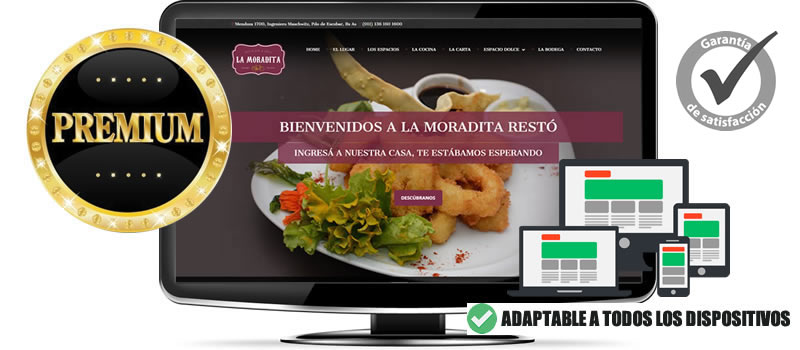 PREMIUM
Mendoza 1700, Ingeniero Maschwitz, Pdo de Escobar, Bs As
LA MORADITA
HOME EL LUGAR LOS ESPACIOS LA COCINA LA CARTA ESPACIO DOLCE LA BODEGA CONTACTO
BIENVENIDOS A LA MORADITA RESTÓ
INGRESÁ A NUESTRA CASA, TE ESTÁBAMOS ESPERANDO
DESCÚBRANOS
Garantía
de satisfacción
ADAPTABLE A TODOS LOS DISPOSITIVOS